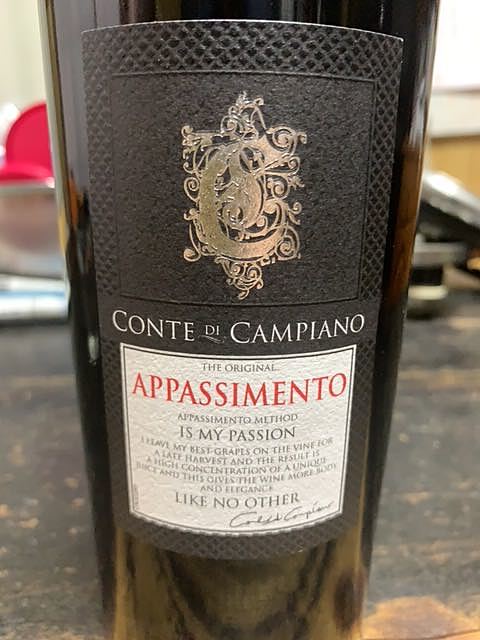 CONTE DI CAMPIANO
THE ORIGINAL
APPASSIMENTO
APPASSIMENTO METHOD
IS MY PASSION
I LEAVE MY BEST GRAPES ON THE VINE FOR
A LATE HARVEST AND THE RESULT IS
A HIGH CONCENTRATION OF A UNIQUE
JUICE AND THIS GIVES THE WINE MORE BODY
AND ELEGANCE
LIKE NO OTHER